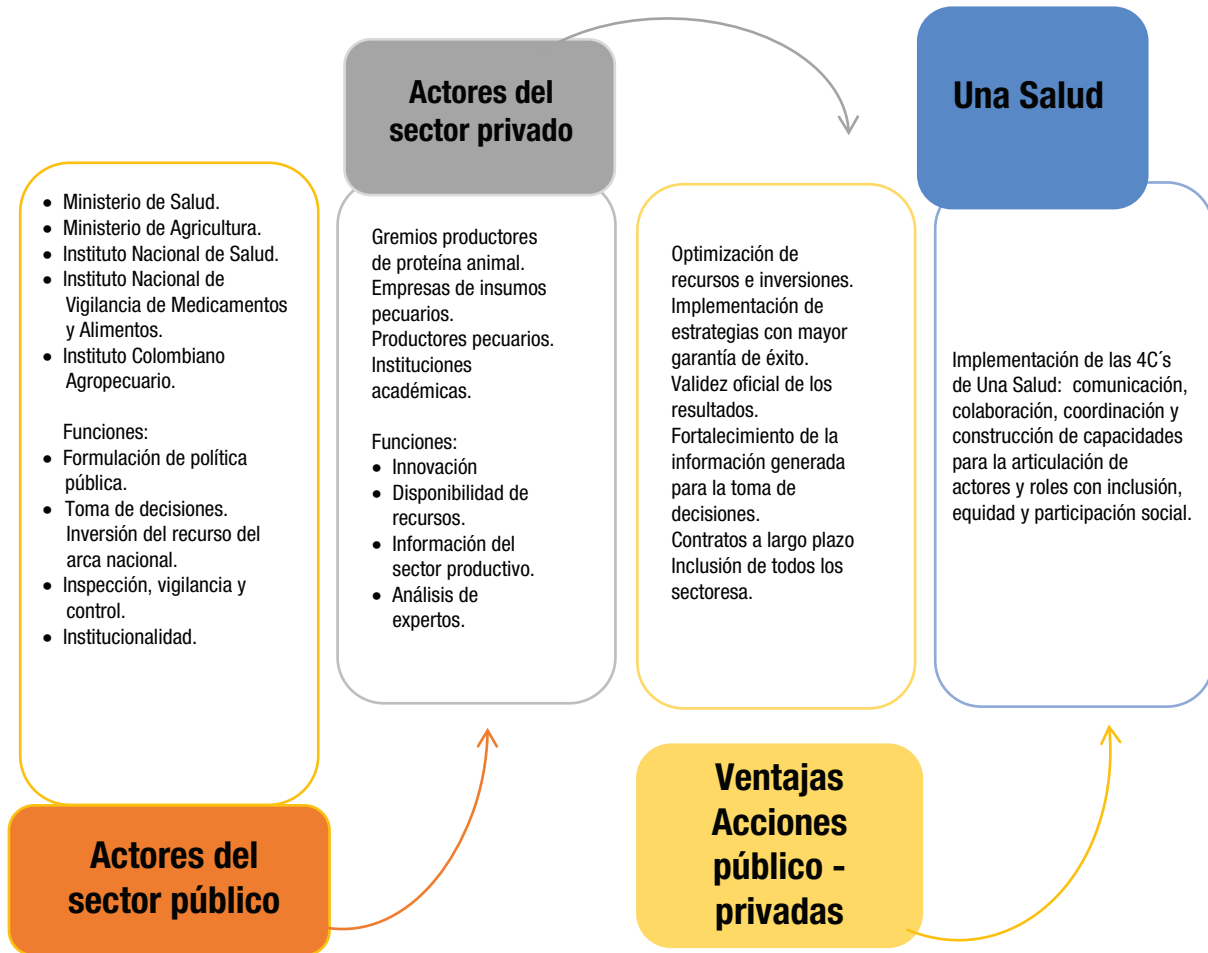 Actores del
sector público
• Ministerio de Salud.
• Ministerio de Agricultura.
• Instituto Nacional de Salud.
• Instituto Nacional de
Vigilancia de Medicamentos
y Alimentos.
• Instituto Colombiano
Agropecuario.
Funciones:
• Formulación de política
pública.
• Toma de decisiones.
Inversión del recurso del
arca nacional.
• Inspección, vigilancia y
control.
• Institucionalidad.
Actores del
sector privado
Gremios productores
de proteína animal.
Empresas de insumos
pecuarios.
Productores pecuarios.
Instituciones
académicas.
Funciones:
• Innovación
• Disponibilidad de
recursos.
• Información del
sector productivo.
• Análisis de
expertos.
Ventajas
Acciones
público -
privadas
Optimización de
recursos e inversiones.
Implementación de
estrategias con mayor
garantía de éxito.
Validez oficial de los
resultados.
Fortalecimiento de la
información generada
para la toma de
decisiones.
Contratos a largo plazo
Inclusión de todos los
sectoresa.
Una Salud
Implementación de las 4C´s
de Una Salud: comunicación,
colaboración, coordinación y
construcción de capacidades
para la articulación de
actores y roles con inclusión,
equidad y participación social.